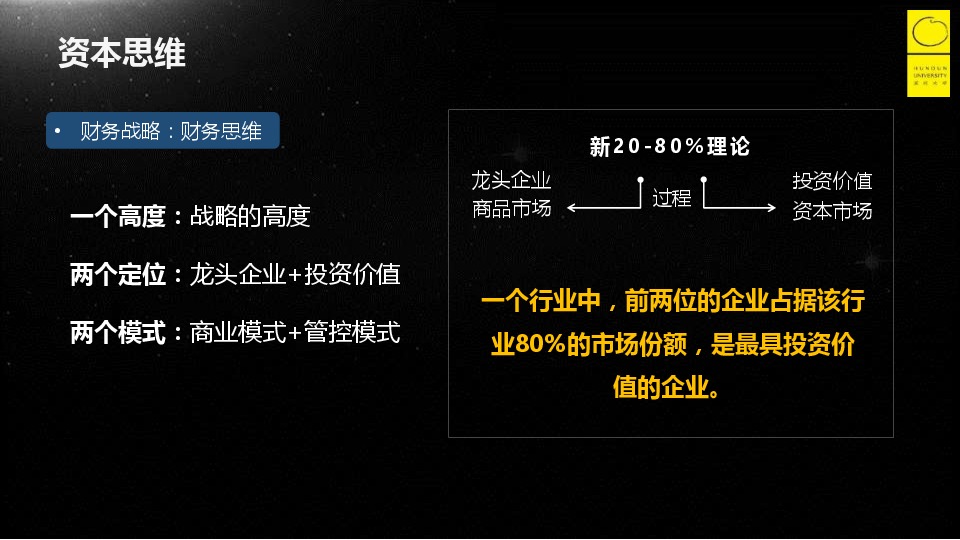 资本思维
HUNDUN
UNIVERSITY
混沌大学
• 财务战略：财务思维
一个高度：战略的高度
两个定位：龙头企业+投资价值
两个模式：商业模式+管控模式
新20-80%理论
龙头企业
商品市场
过程
投资价值
资本市场
一个行业中，前两位的企业占据该行
业80%的市场份额，是最具投资价
值的企业。